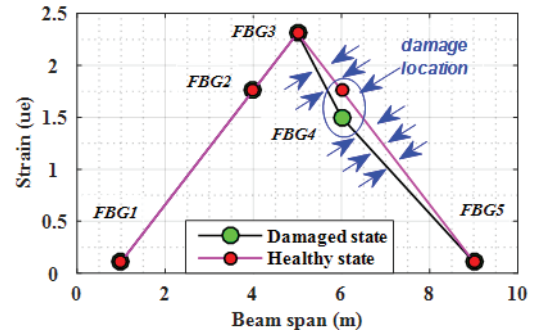 2.5
2
1.5
1
0.5
0
Strain (ue)
FBG3
damage
location
FBG2
FBG4
FBG1
FBG5
Damaged state
Healthy state
0 2 4 6 8 10
Beam span (m)